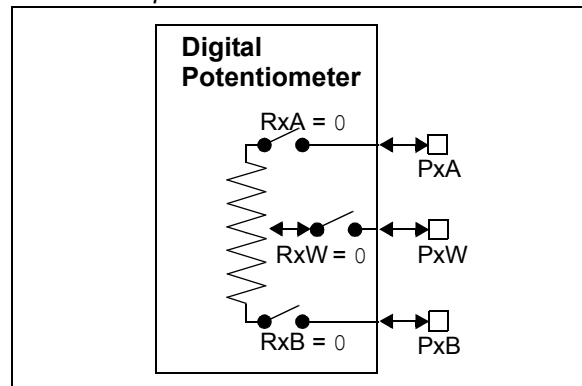 Digital
Potentiometer
RxA = 0
PxA
RxW = 0
PxW
RxB = 0
PxB